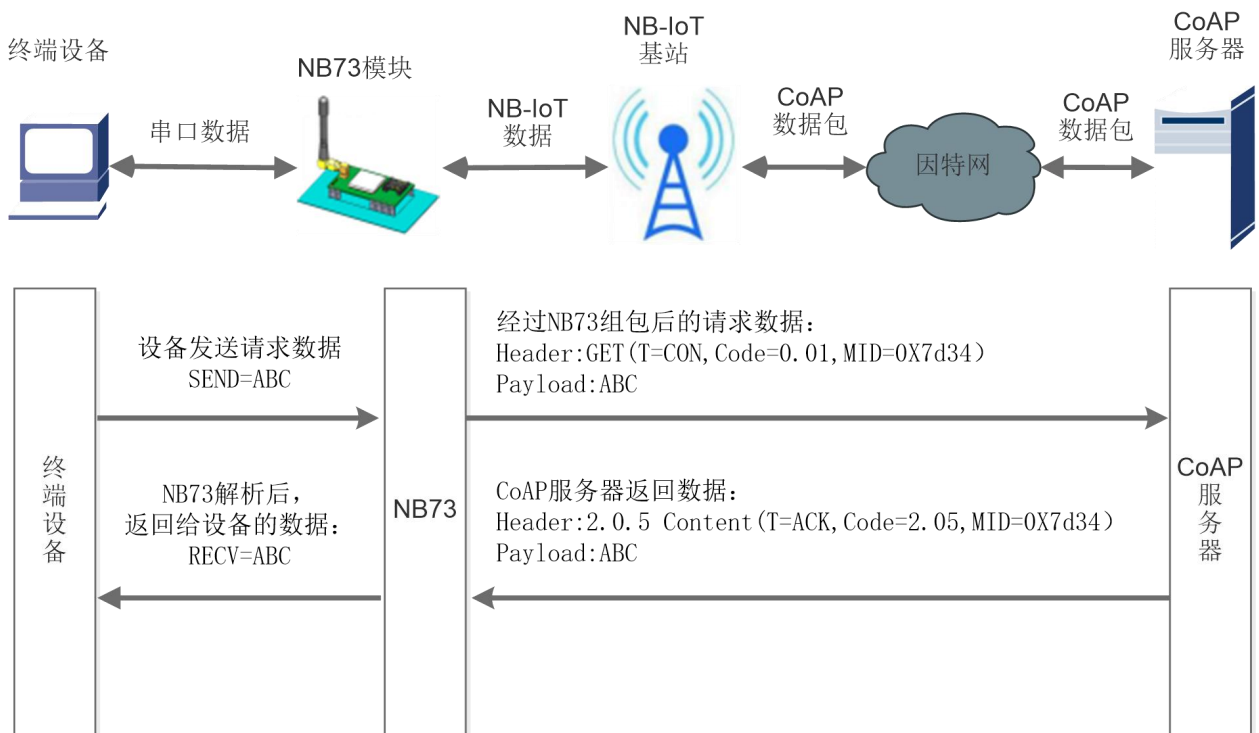 终端设备
NB73模块
NB-IoT
基站
CoAP
服务器
串口数据
NB-IoT
数据
CoAP
数据包
因特网
CoAP
数据包
设备发送请求数据
SEND=ABC
经过NB73组包后的请求数据：
Header:GET(T=CON,Code=0.01,MID=0X7d34)
Payload:ABC
终端设备
NB73解析后，
返回给设备的数据：
RECV=ABC
NB73
CoAP服务器返回数据：
Header:2.0.5 Content(T=ACK,Code=2.05,MID=0X7d34)
Payload:ABC
CoAP
服务器